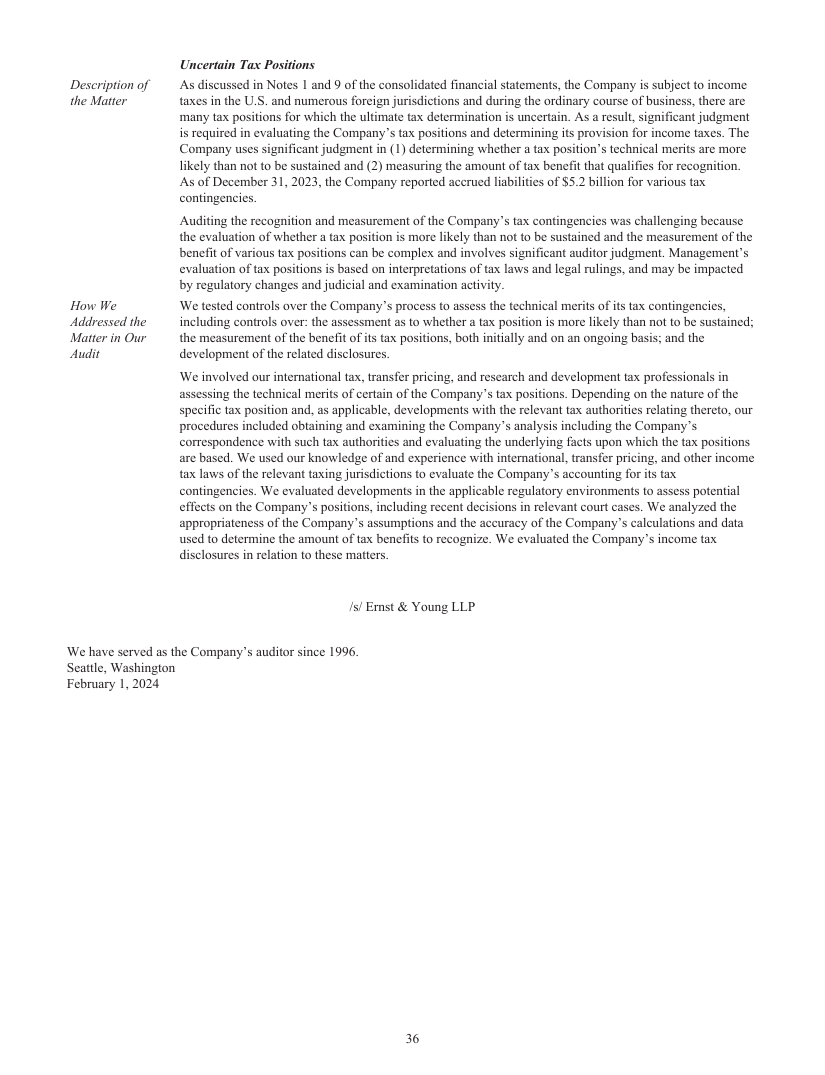 Uncertain Tax Positions
Description of
the Matter
As discussed in Notes 1 and 9 of the consolidated financial statements, the Company is subject to income
taxes in the U.S. and numerous foreign jurisdictions and during the ordinary course of business, there are
many tax positions for which the ultimate tax determination is uncertain. As a result, significant judgment
is required in evaluating the Company’s tax positions and determining its provision for income taxes. The
Company uses significant judgment in (1) determining whether a tax position’s technical merits are more
likely than not to be sustained and (2) measuring the amount of tax benefit that qualifies for recognition.
As of December 31, 2023, the Company reported accrued liabilities of $5.2 billion for various tax
contingencies.
Auditing the recognition and measurement of the Company’s tax contingencies was challenging because
the evaluation of whether a tax position is more likely than not to be sustained and the measurement of the
benefit of various tax positions can be complex and involves significant auditor judgment. Management’s
evaluation of tax positions is based on interpretations of tax laws and legal rulings, and may be impacted
by regulatory changes and judicial and examination activity.
How We
Addressed the
Matter in Our
Audit
We tested controls over the Company’s process to assess the technical merits of its tax contingencies,
including controls over: the assessment as to whether a tax position is more likely than not to be sustained;
the measurement of the benefit of its tax positions, both initially and on an ongoing basis; and the
development of the related disclosures.
We involved our international tax, transfer pricing, and research and development tax professionals in
assessing the technical merits of certain of the Company’s tax positions. Depending on the nature of the
specific tax position and, as applicable, developments with the relevant tax authorities relating thereto, our
procedures included obtaining and examining the Company’s analysis including the Company’s
correspondence with such tax authorities and evaluating the underlying facts upon which the tax positions
are based. We used our knowledge of and experience with international, transfer pricing, and other income
tax laws of the relevant taxing jurisdictions to evaluate the Company’s accounting for its tax
contingencies. We evaluated developments in the applicable regulatory environments to assess potential
effects on the Company’s positions, including recent decisions in relevant court cases. We analyzed the
appropriateness of the Company’s assumptions and the accuracy of the Company’s calculations and data
used to determine the amount of tax benefits to recognize. We evaluated the Company’s income tax
disclosures in relation to these matters.
/s/ Ernst & Young LLP
We have served as the Company’s auditor since 1996.
Seattle, Washington
February 1, 2024
36